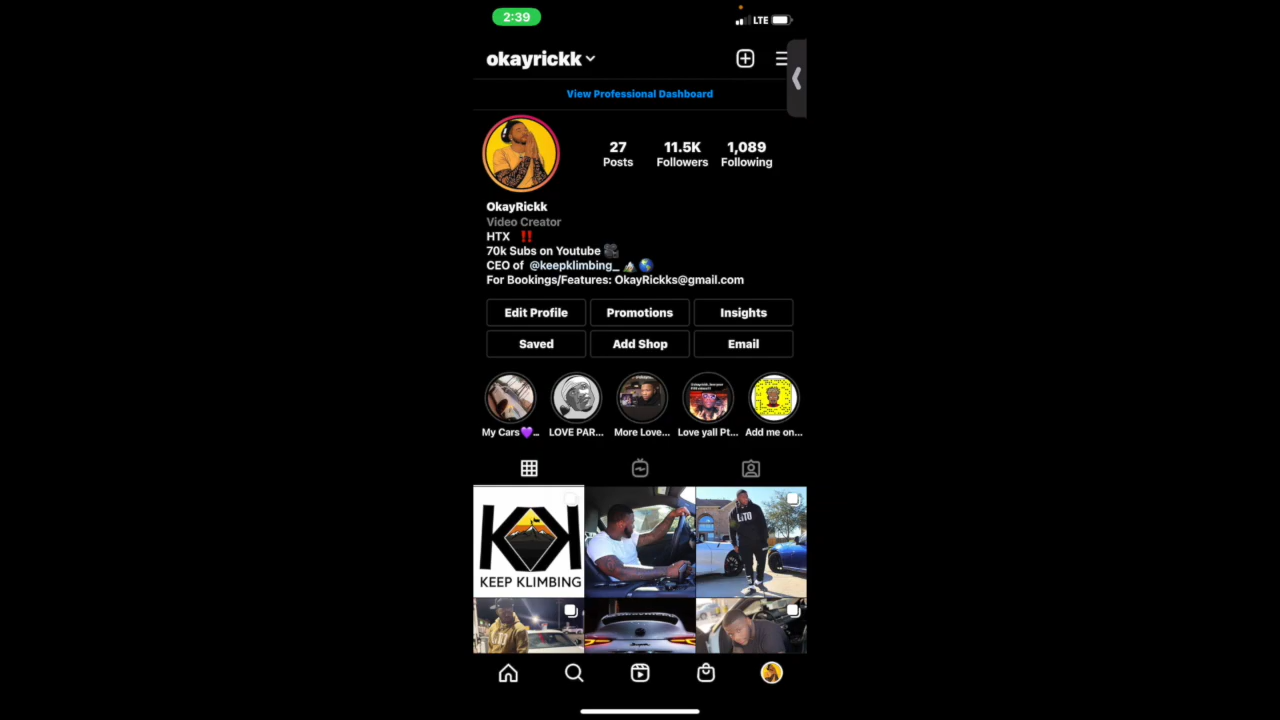 2:39
LTE
okayrickk
View Professional Dashboard
27 11.5K 1,089
Posts Followers Following
OkayRickk
Video Creator
HTX ‼️
70k Subs on Youtube 🎥
CEO of @keepklimbing_ ⛰️🌎
For Bookings/Features: OkayRickks@gmail.com
Edit Profile Promotions Insights
Saved Add Shop Email
My Cars💜... LOVE PAR... More Love... Love yall Pt... Add me on...
KK
KEEP KLIMBING
LITO